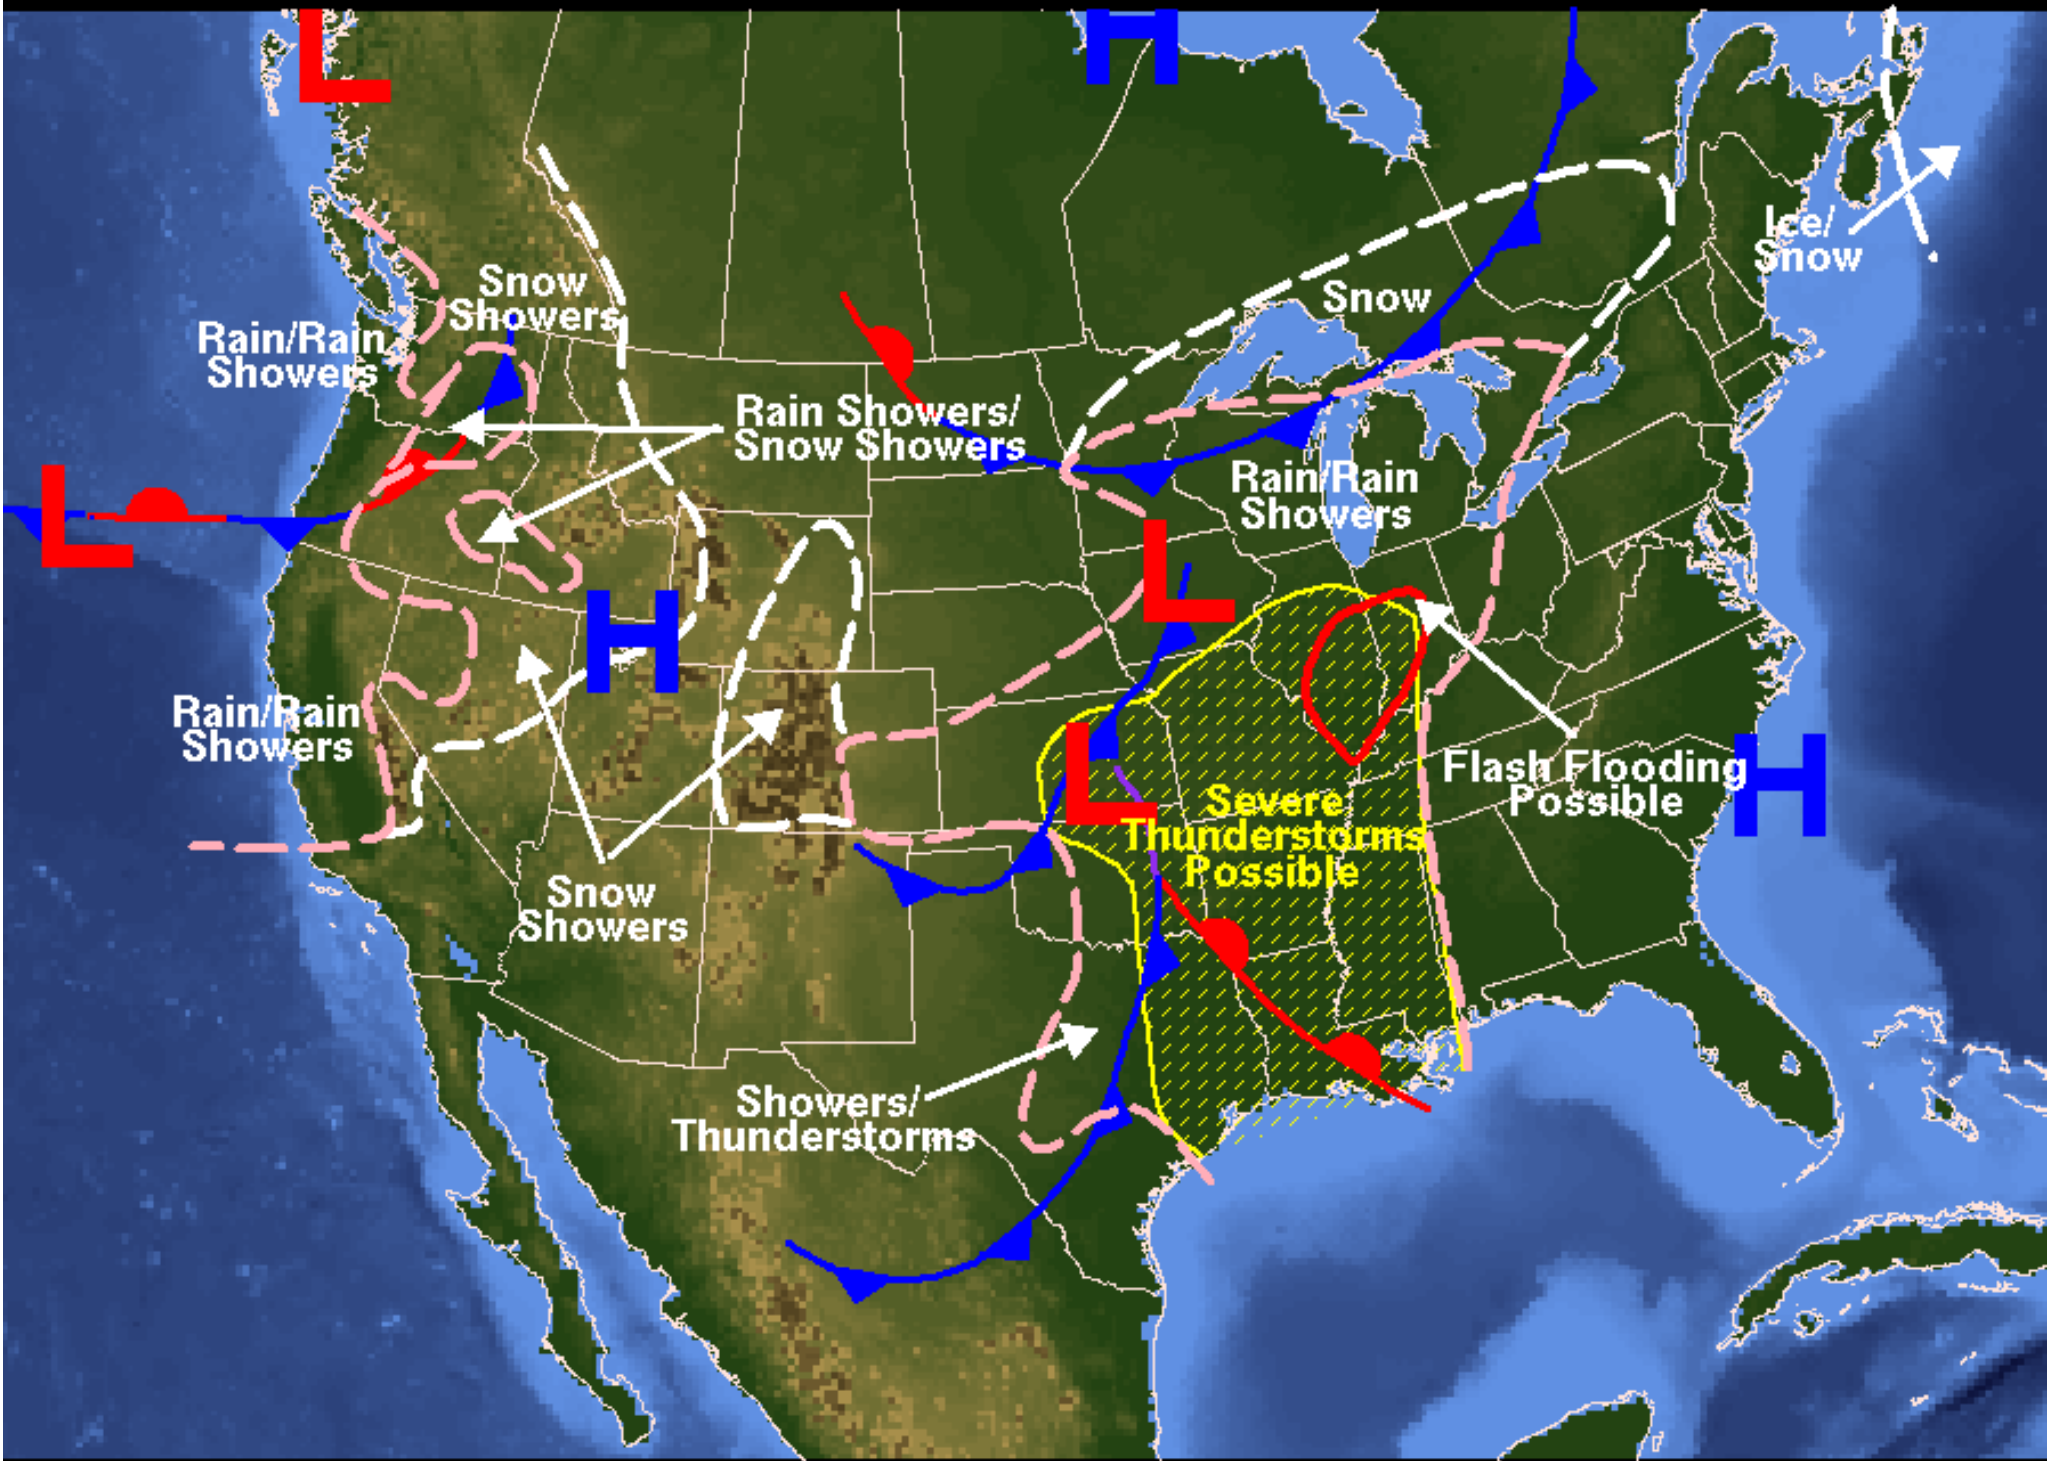 L
H
Ice/
Snow
Snow
Showers
Snow
Rain/Rain
Showers
Rain Showers/
Snow Showers
Rain/Rain
Showers
L
L
H
Rain/Rain
Showers
L
Flash Flooding
Possible
H
Severe
Thunderstorms
Possible
Snow
Showers
Showers/
Thunderstorms